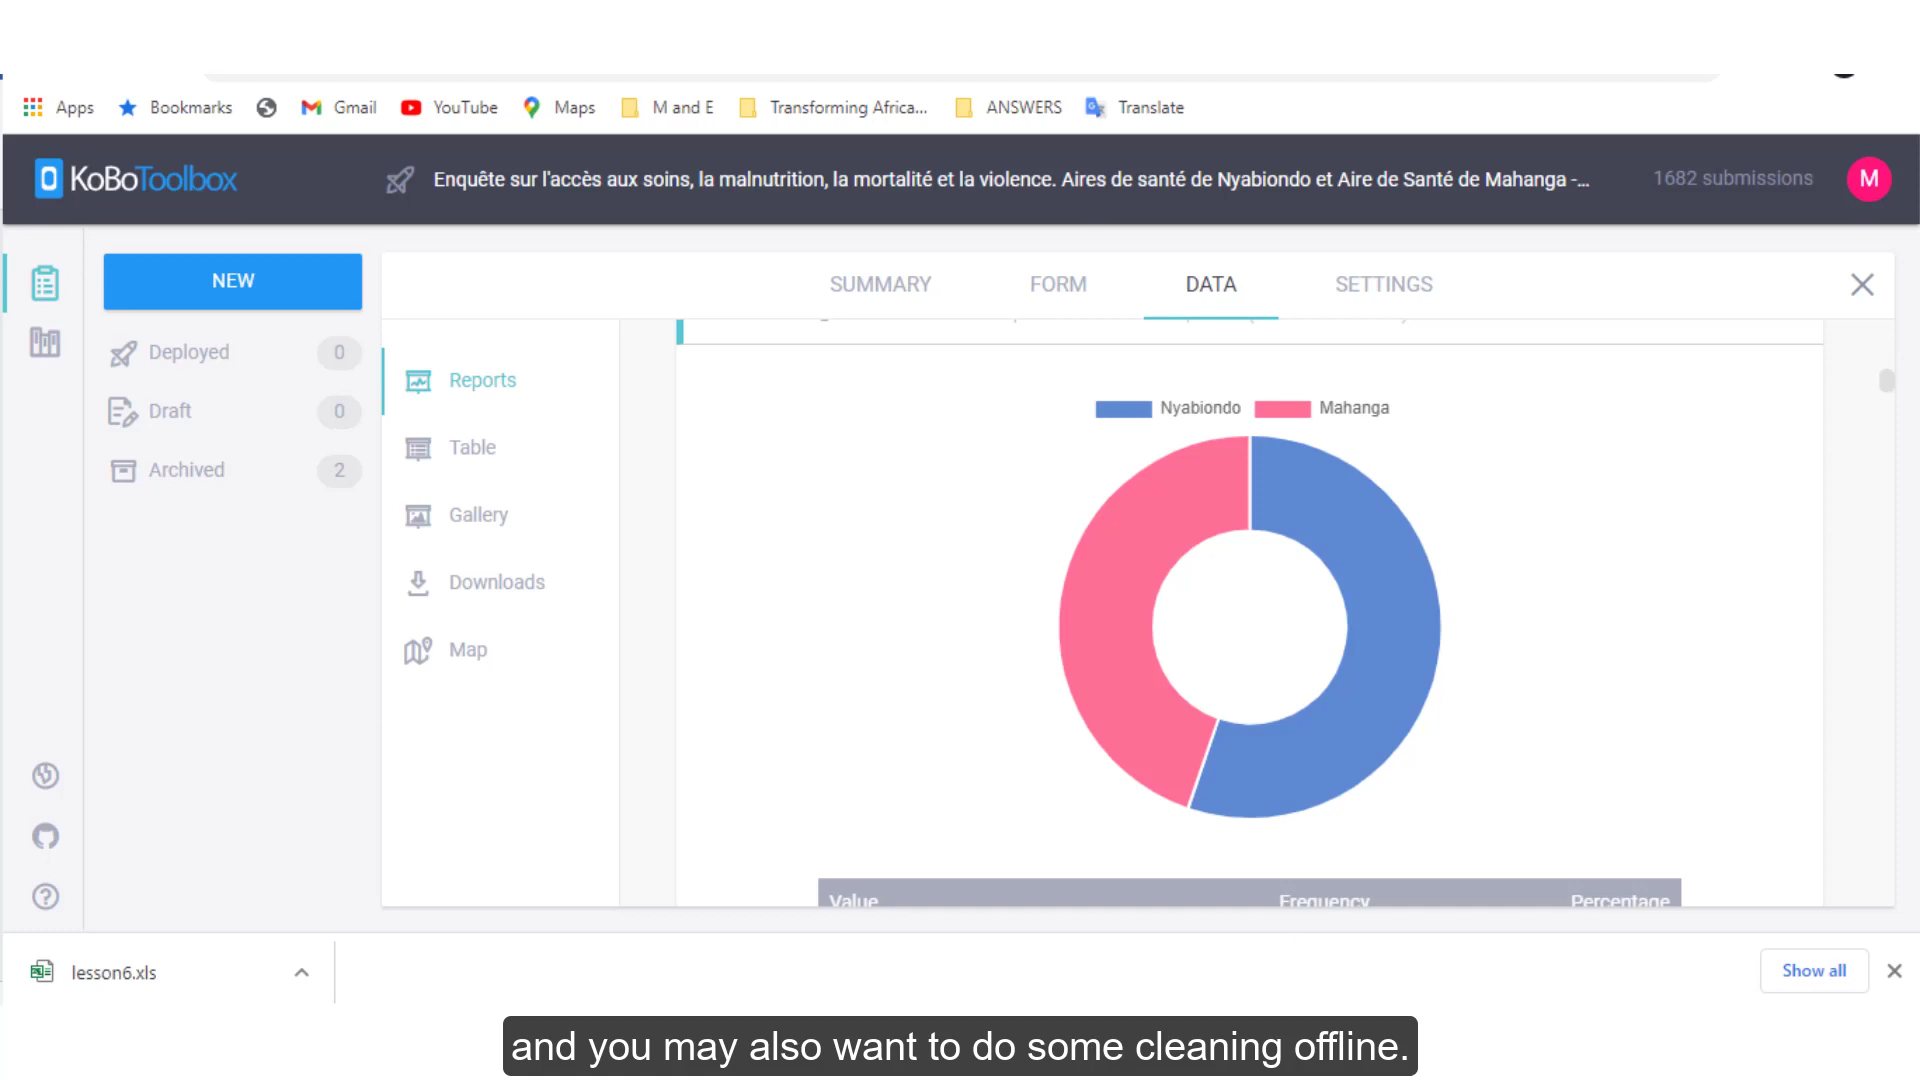 Apps
Bookmarks
Gmail
YouTube
Maps
M and E
Transforming Africa...
ANSWERS
Translate
KoBoToolbox
Enquête sur l'accès aux soins, la malnutrition, la mortalité et la violence. Aires de santé de Nyabiondo et Aire de Santé de Mahanga -...
1682 submissions
M
NEW
SUMMARY
FORM
DATA
SETTINGS
Deployed 0
Draft 0
Archived 2
Reports
Table
Gallery
Downloads
Map
Nyabiondo
Mahanga
Value
Frequency
Percentage
lesson6.xls
Show all
and you may also want to do some cleaning offline.